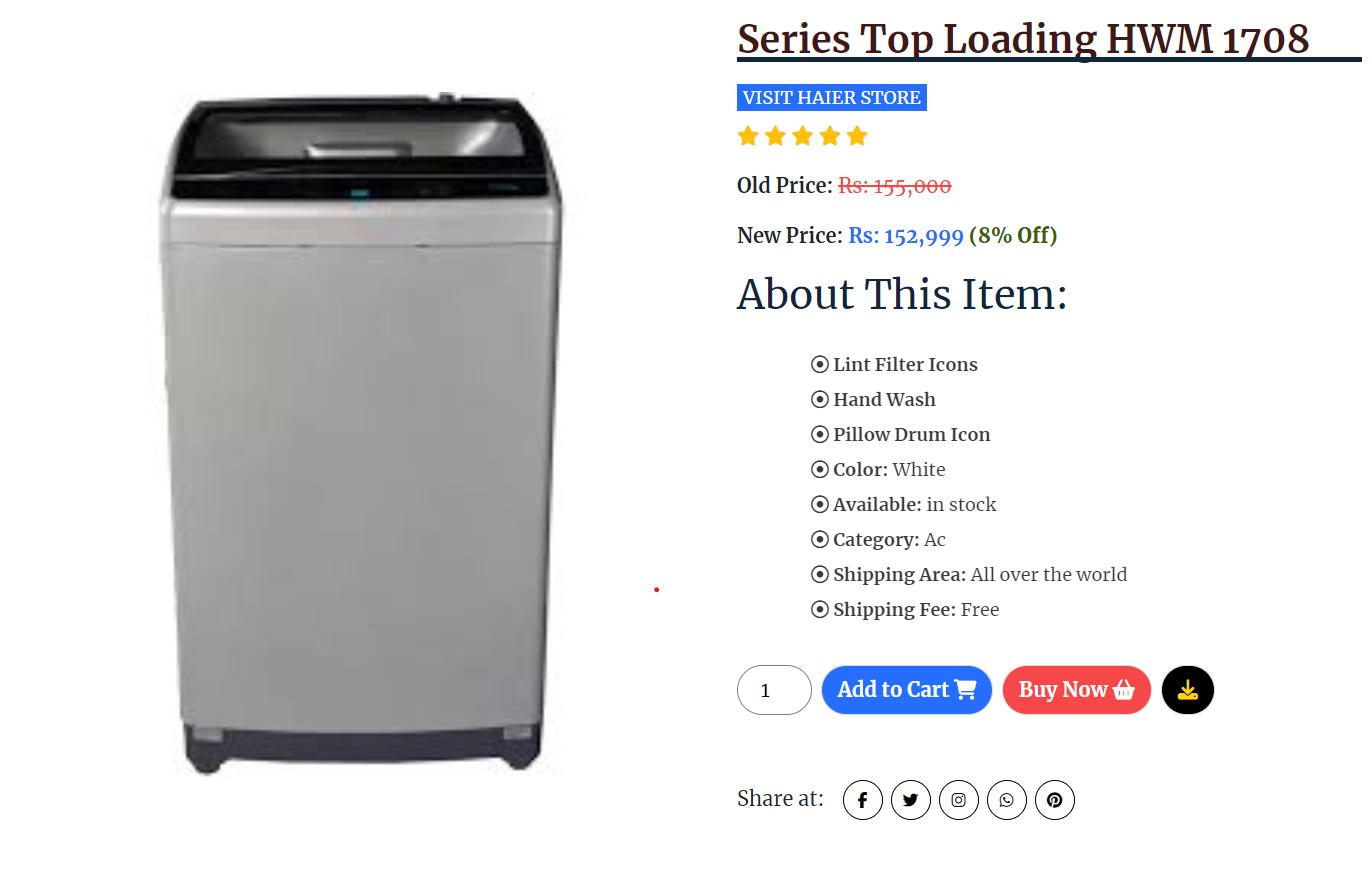 Series Top Loading HWM 1708
VISIT HAIER STORE
Old Price: Rs: 155,000
New Price: Rs: 152,999 (8% Off)
About This Item:
Lint Filter Icons
Hand Wash
Pillow Drum Icon
Color: White
Available: in stock
Category: Ac
Shipping Area: All over the world
Shipping Fee: Free
1
Add to Cart
Buy Now
Share at: